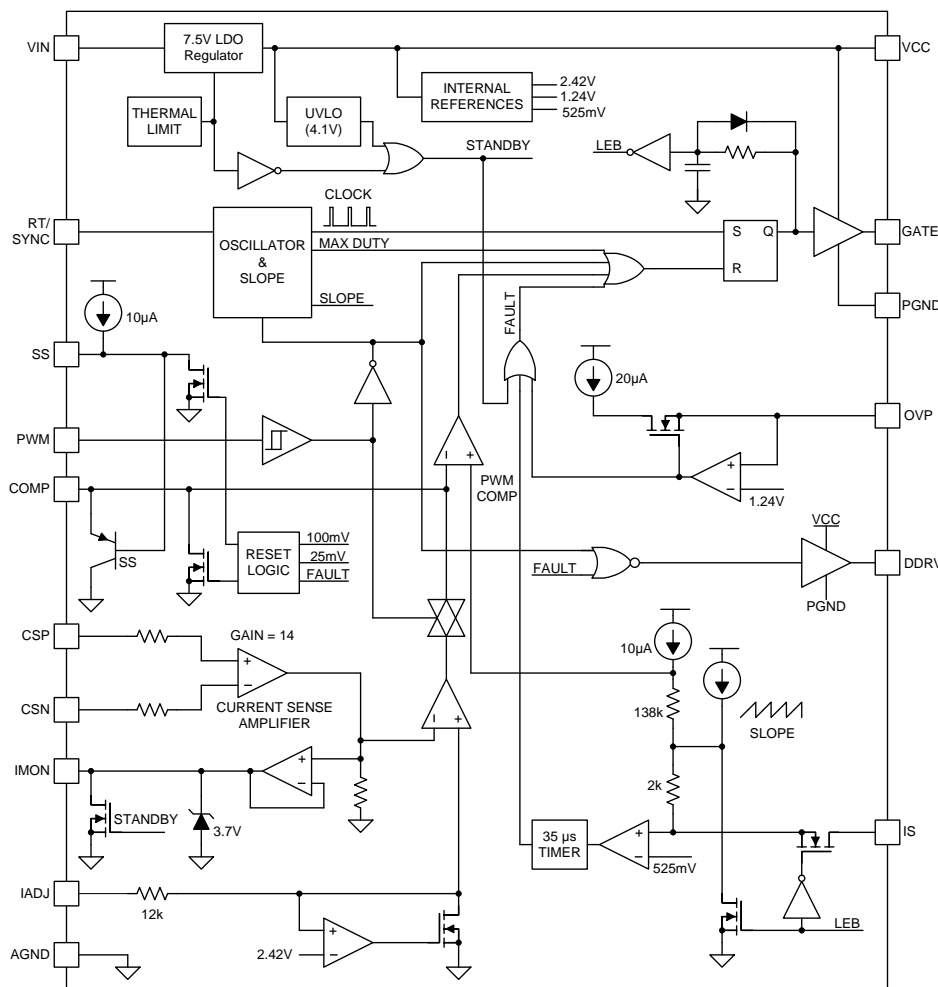 VIN
7.5V LDO
Regulator
VCC
THERMAL
LIMIT
UVLO
(4.1V)
INTERNAL
REFERENCES
2.42V
1.24V
525mV
STANDBY
LEB
RT/
SYNC
OSCILLATOR
&
SLOPE
CLOCK
MAX DUTY
SLOPE
S
Q
R
GATE
PGND
10µA
FAULT
SS
20µA
OVP
PWM
COMP
PWM
COMP
+
−
1.24V
SS
RESET
LOGIC
100mV
25mV
FAULT
FAULT
VCC
PGND
DDRV
CSP
CSN
GAIN = 14
+
−
CURRENT SENSE
AMPLIFIER
−
+
10µA
138k
SLOPE
2k
IMON
STANDBY
3.7V
+
−
35 µs
TIMER
+
−
525mV
IS
LEB
IADJ
12k
+
−
2.42V
AGND